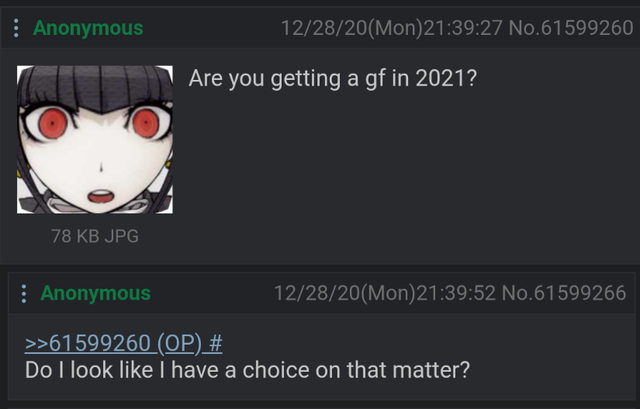 Anonymous 12/28/20(Mon)21:39:27 No.61599260
Are you getting a gf in 2021?
78 KB JPG
Anonymous 12/28/20(Mon)21:39:52 No.61599266
>>61599260 (OP) #
Do I look like I have a choice on that matter?